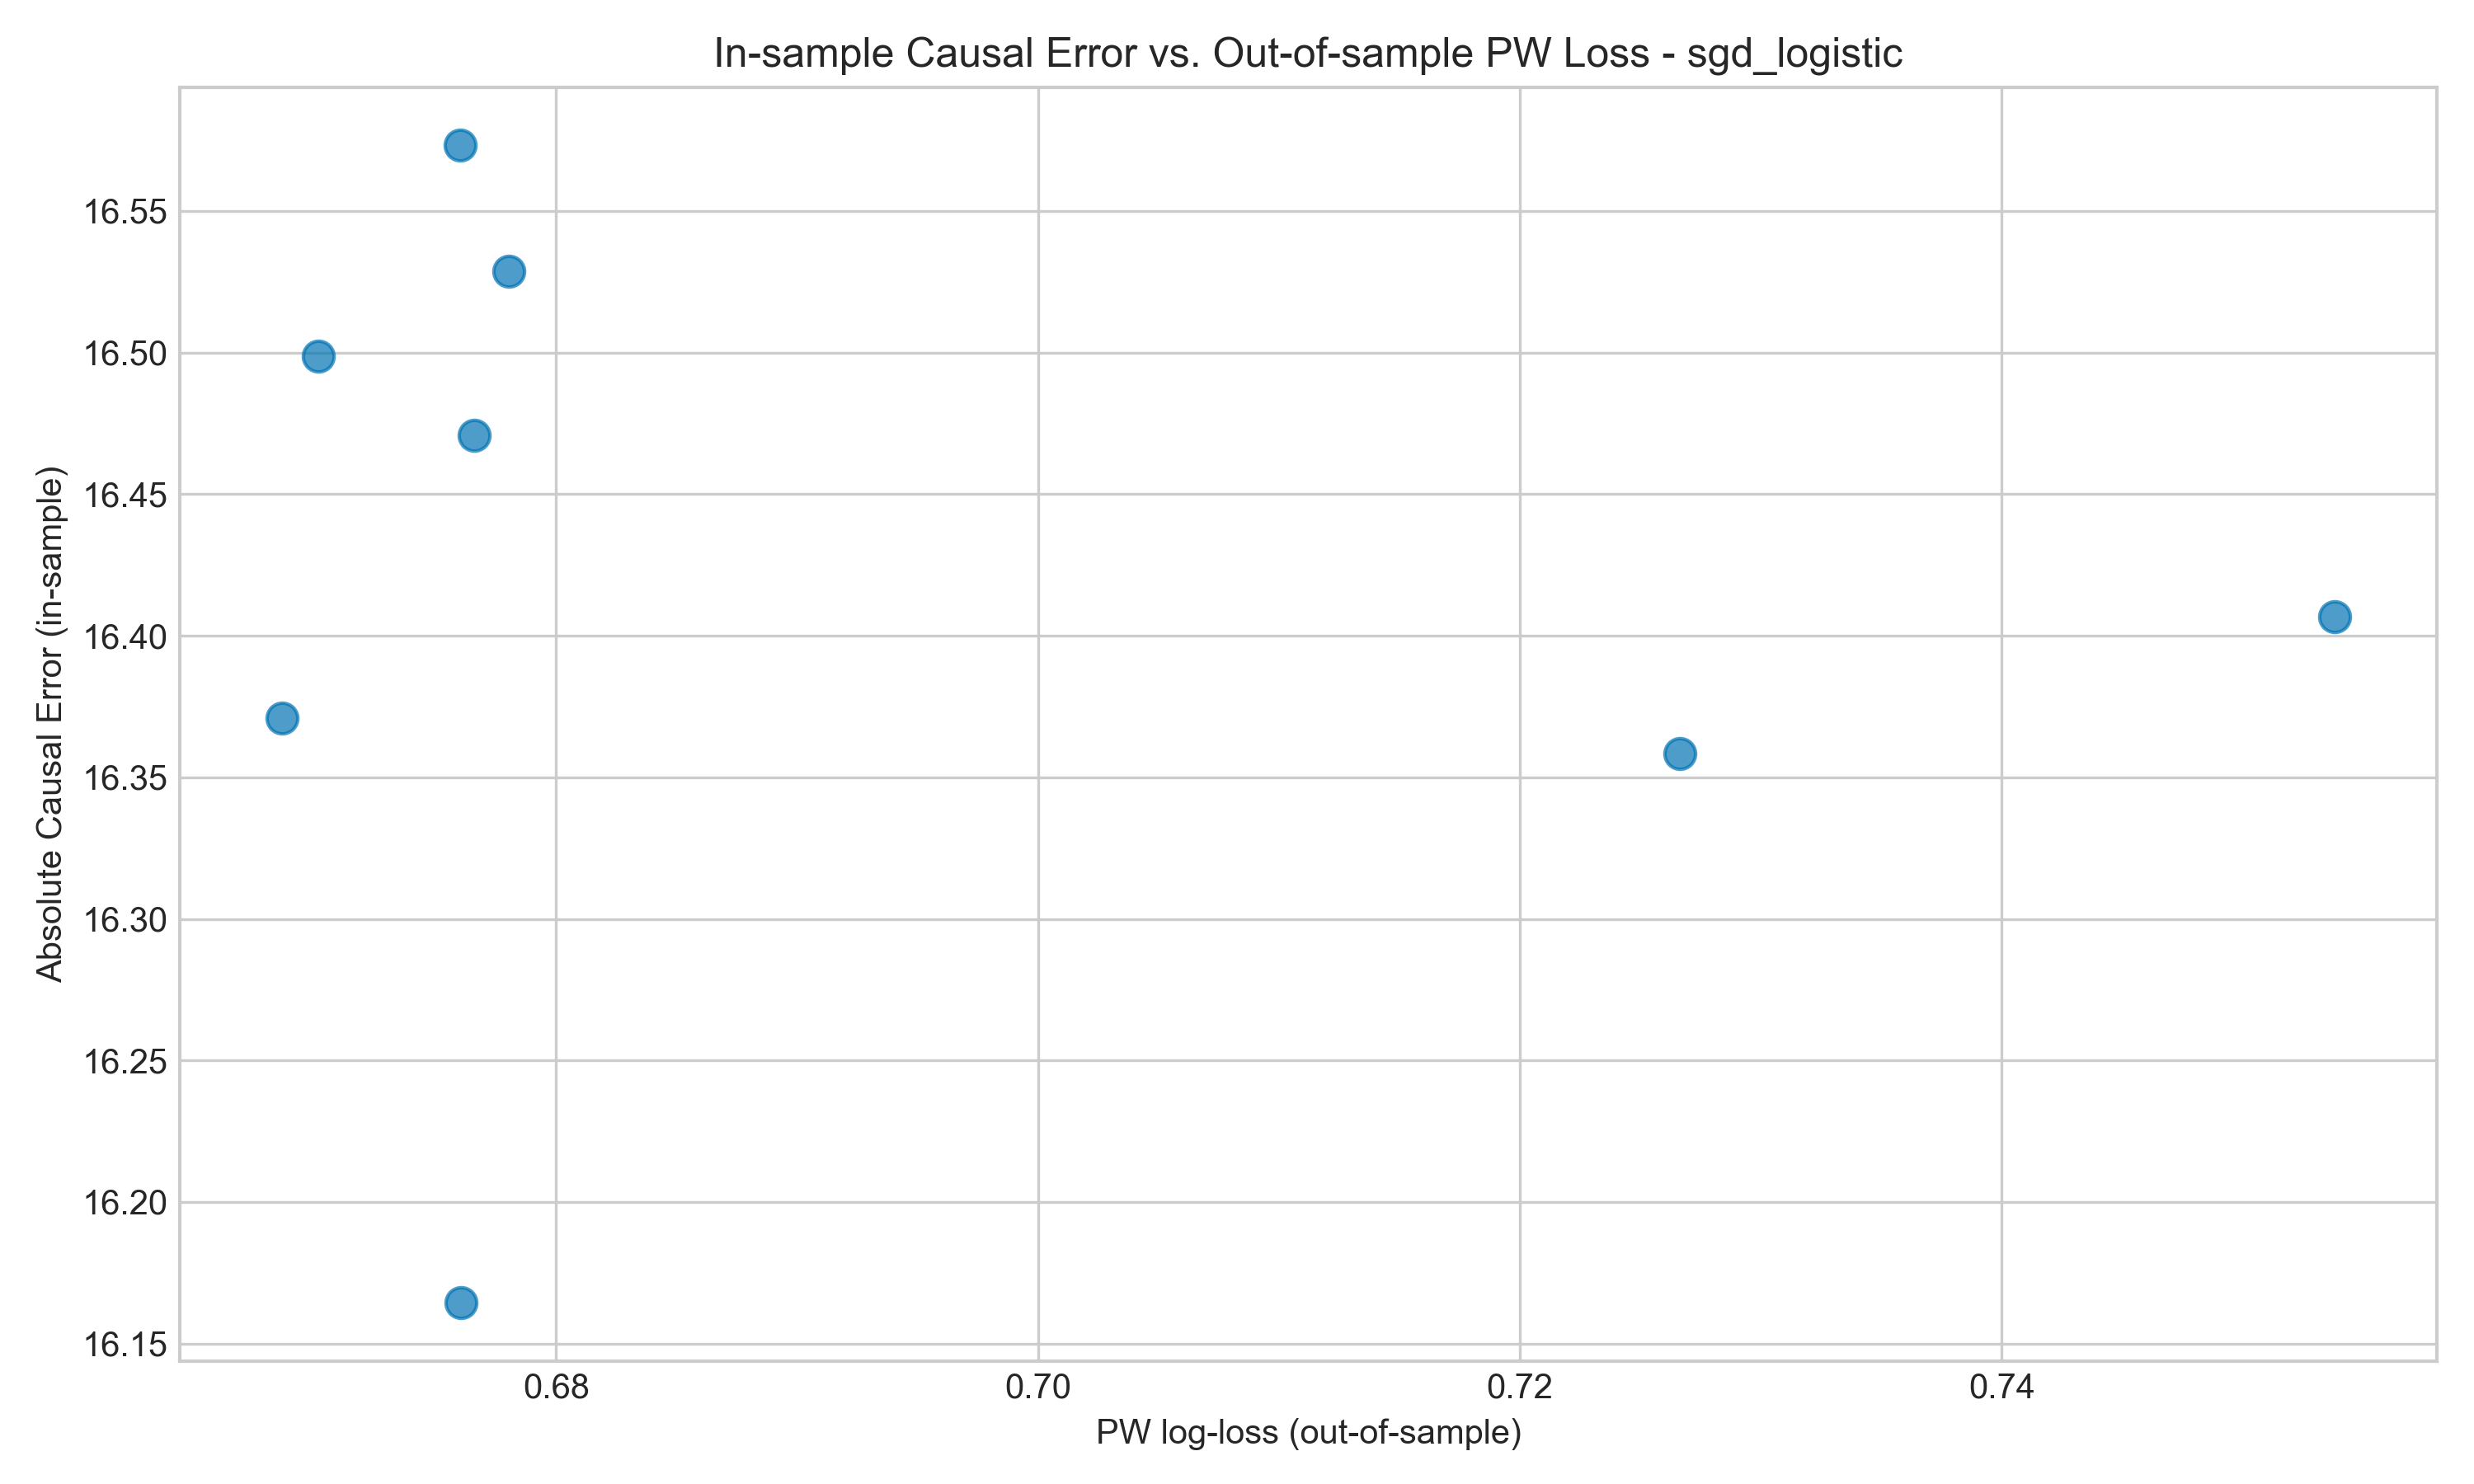 In-sample Causal Error vs. Out-of-sample PW Loss - sgd_logistic
Absolute Causal Error (in-sample)
16.55
16.50
16.45
16.40
16.35
16.30
16.25
16.20
16.15
0.68 0.70 0.72 0.74
PW log-loss (out-of-sample)